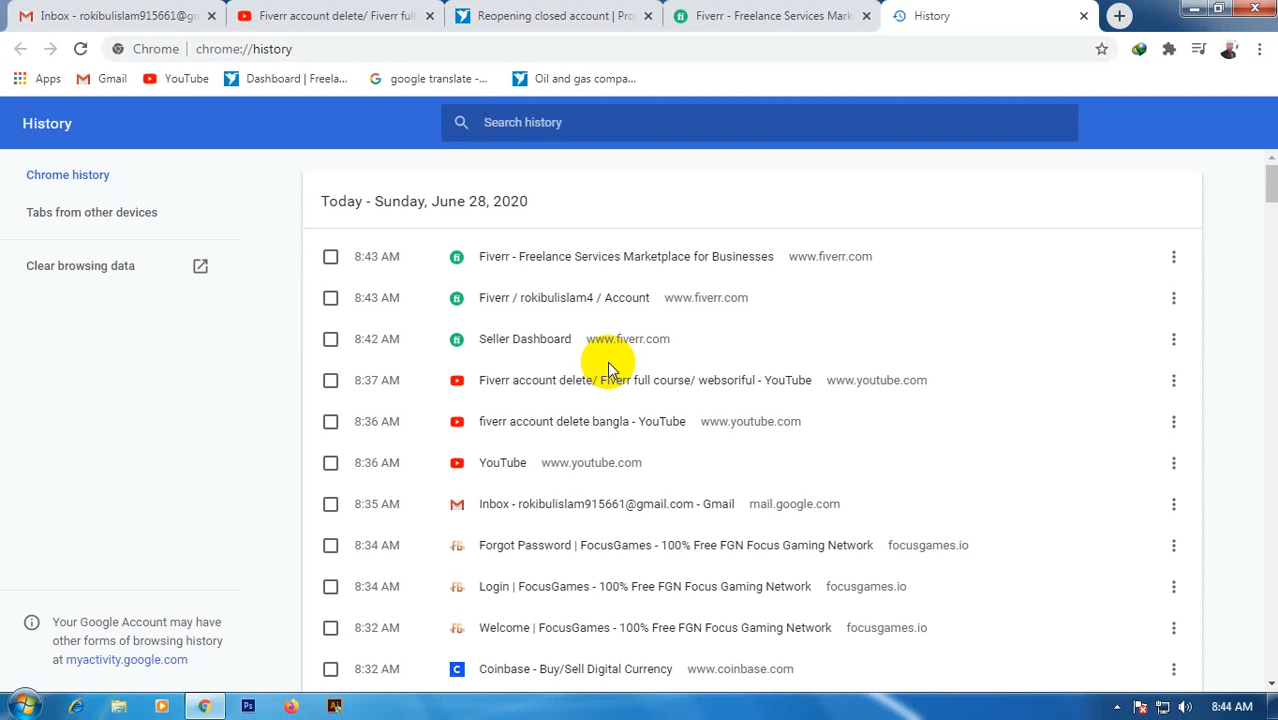 Inbox - rokibulislam915661@gm
Fiverr account delete/ Fiverr full
Reopening closed account | Pro
Fiverr - Freelance Services Mark
History
Chrome
chrome://history
Apps
Gmail
YouTube
Dashboard | Freela...
google translate -...
Oil and gas compa...
History
Search history
Chrome history
Tabs from other devices
Clear browsing data
Today - Sunday, June 28, 2020
8:43 AM Fiverr - Freelance Services Marketplace for Businesses www.fiverr.com
8:43 AM Fiverr / rokibulislam4 / Account www.fiverr.com
8:42 AM Seller Dashboard www.fiverr.com
8:37 AM Fiverr account delete/ Fiverr full course/ websoriful - YouTube www.youtube.com
8:36 AM fiverr account delete bangla - YouTube www.youtube.com
8:36 AM YouTube www.youtube.com
8:35 AM Inbox - rokibulislam915661@gmail.com - Gmail mail.google.com
8:34 AM Forgot Password | FocusGames - 100% Free FGN Focus Gaming Network focusgames.io
8:34 AM Login | FocusGames - 100% Free FGN Focus Gaming Network focusgames.io
8:32 AM Welcome | FocusGames - 100% Free FGN Focus Gaming Network focusgames.io
8:32 AM Coinbase - Buy/Sell Digital Currency www.coinbase.com
Your Google Account may have
other forms of browsing history
at myactivity.google.com
8:44 AM